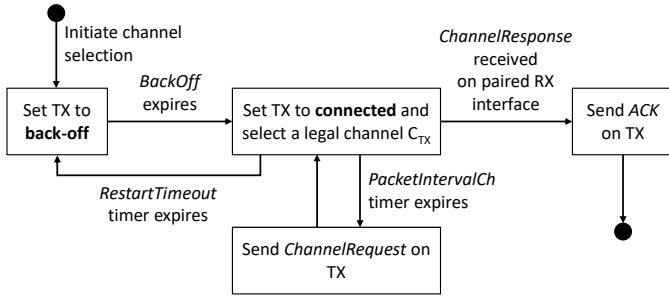 Initiate channel
selection
Set TX to
back-off
BackOff
expires
Set TX to connected and
select a legal channel CTX
ChannelResponse
received
on paired RX
interface
Send ACK
on TX
RestartTimeout
timer expires
PacketIntervalCh
timer expires
Send ChannelRequest on
TX